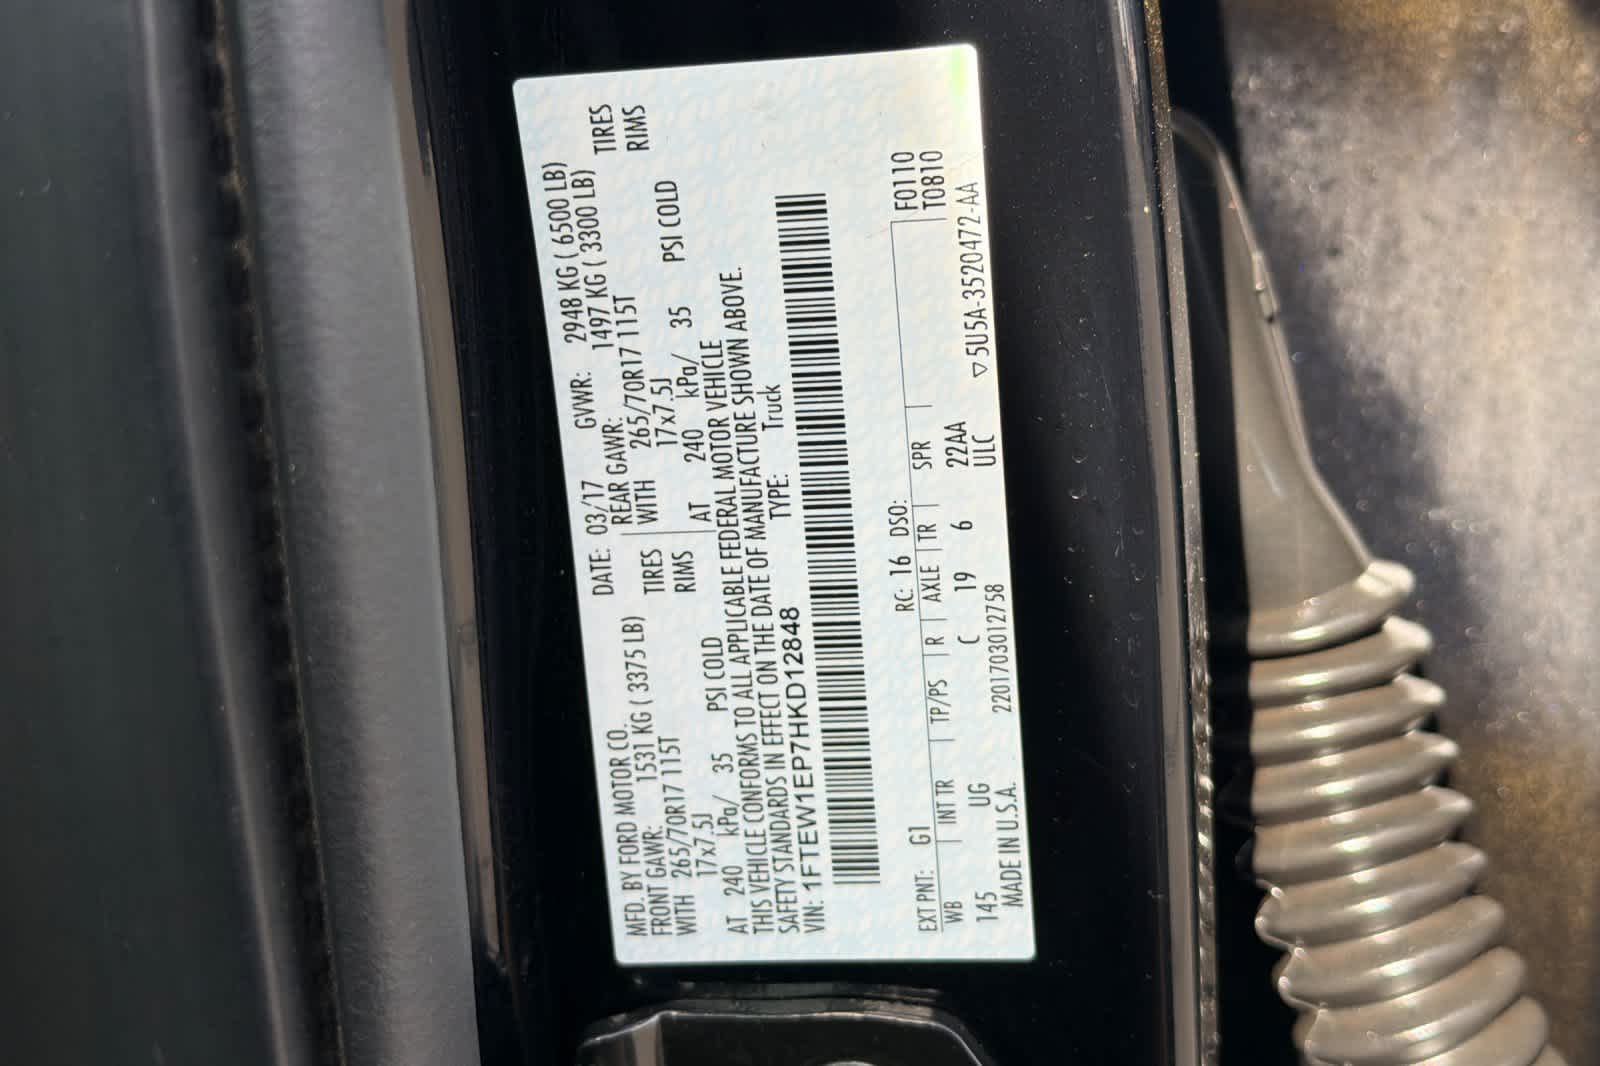 MFD. BY FORD MOTOR CO.
DATE: 03/17 GVWR: 2948 KG ( 6500 LB)
FRONT GAWR: 1531 KG ( 3375 LB) REAR GAWR: 1497 KG ( 3300 LB)
WITH 265/70R17 115T TIRES WITH 265/70R17 115T TIRES
17x7.5J RIMS 17x7.5J RIMS
AT 240 kPa/ 35 PSI COLD AT 240 kPa/ 35 PSI COLD
THIS VEHICLE CONFORMS TO ALL APPLICABLE FEDERAL MOTOR VEHICLE
SAFETY STANDARDS IN EFFECT ON THE DATE OF MANUFACTURE SHOWN ABOVE.
VIN: 1FTEW1EP7HKD12848 TYPE: Truck
EXT PNT: G1 RC: 16 DSO: F0110
WB INT TR TP/PS R AXLE TR SPR T0810
145 UG C 19 6 22AA
MADE IN U.S.A. 2201703012758 ULC ▽5U5A-3520472-AA